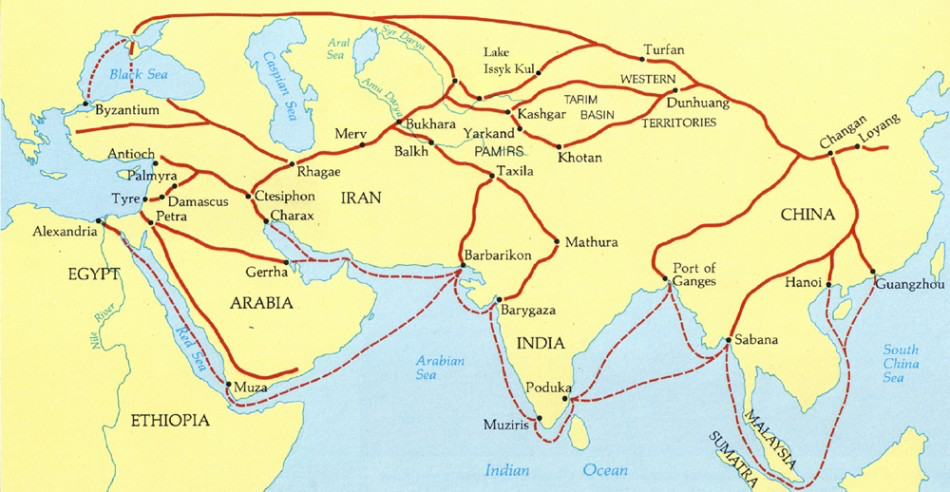 Lake
Issyk Kul
Turfan
Syr Darya
Aral
Sea
Black Sea
Caspian Sea
WESTERN
TERRITORIES
Byzantium
Amu Darya
TARIM
BASIN
Dunhuang
Kashgar
Bukhara
Yarkand
Merv
Changan
Loyang
Balkh
PAMIRS
Khotan
Antioch
Palmyra
Rhagae
Taxila
Tyre
Damascus
Ctesiphon
IRAN
Petra
Charax
CHINA
Alexandria
Mathura
Barbarikon
EGYPT
Gerrha
Port of
Ganges
Hanoi
Guangzhou
ARABIA
Barygaza
Nile River
Red Sea
INDIA
Sabana
Arabian
Sea
South
China
Sea
Muza
Poduka
ETHIOPIA
Muziris
MALAYSIA
SUMATRA
Indian Ocean